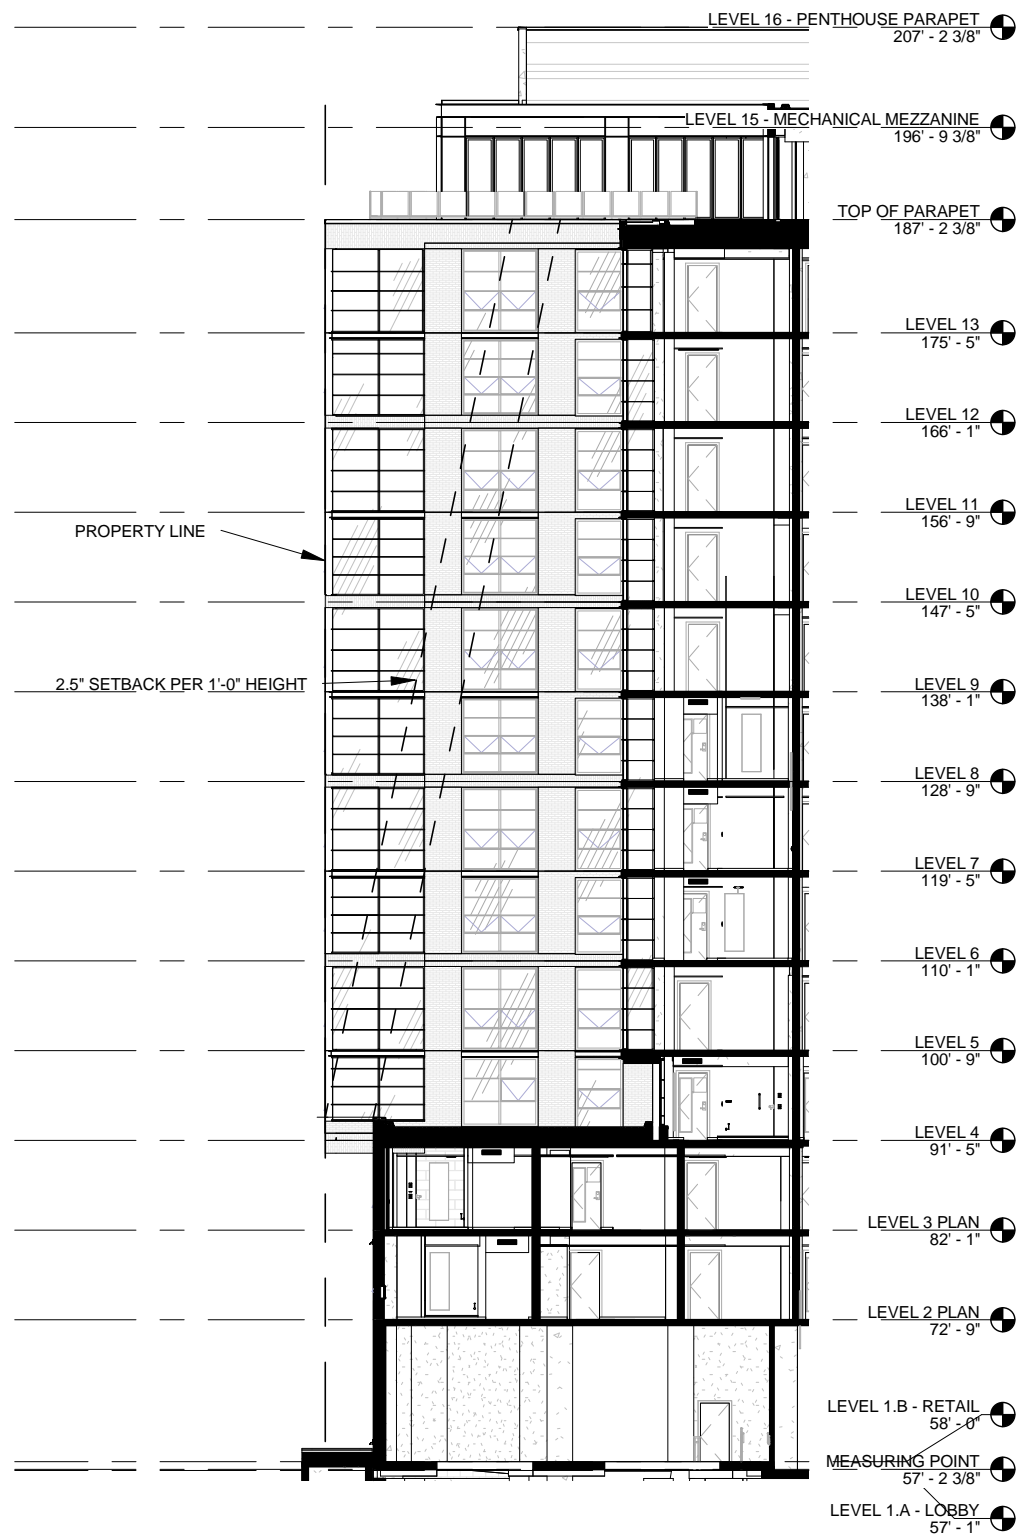 LEVEL 16 - PENTHOUSE PARAPET
207' - 2 3/8"
LEVEL 15 - MECHANICAL MEZZANINE
196' - 9 3/8"
TOP OF PARAPET
187' - 2 3/8"
LEVEL 13
175' - 5"
LEVEL 12
166' - 1"
LEVEL 11
156' - 9"
PROPERTY LINE
LEVEL 10
147' - 5"
2.5" SETBACK PER 1'-0" HEIGHT
LEVEL 9
138' - 1"
LEVEL 8
128' - 9"
LEVEL 7
119' - 5"
LEVEL 6
110' - 1"
LEVEL 5
100' - 9"
LEVEL 4
91' - 5"
LEVEL 3 PLAN
82' - 1"
LEVEL 2 PLAN
72' - 9"
LEVEL 1.B - RETAIL
58' - 0"
MEASURING POINT
57' - 2 3/8"
LEVEL 1.A - LOBBY
57' - 1"